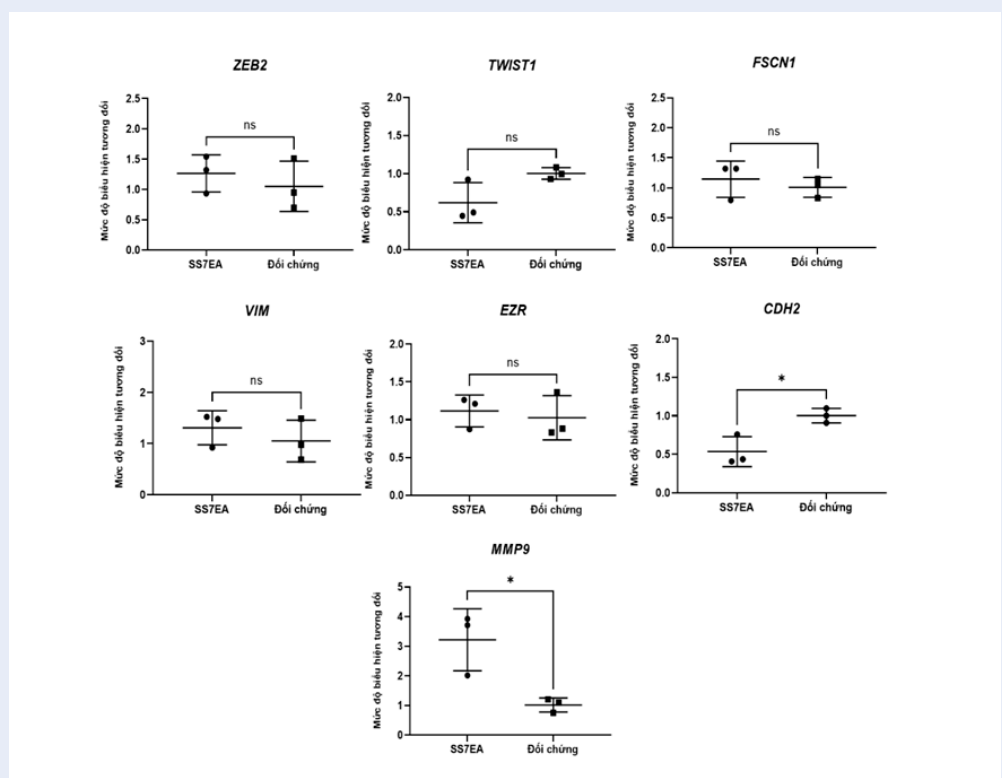 ZEB2
Mức độ biểu hiện tương đối
2.5
2.0
1.5
1.0
0.5
0.0
ns
SS7EA
Đối chứng
TWIST1
Mức độ biểu hiện tương đối
2.0
1.5
1.0
0.5
0.0
ns
SS7EA
Đối chứng
FSCN1
Mức độ biểu hiện tương đối
2.5
2.0
1.5
1.0
0.5
0.0
ns
SS7EA
Đối chứng
VIM
Mức độ biểu hiện tương đối
3
2
1
0
ns
SS7EA
Đối chứng
EZR
Mức độ biểu hiện tương đối
2.0
1.5
1.0
0.5
0.0
ns
SS7EA
Đối chứng
CDH2
Mức độ biểu hiện tương đối
2.0
1.5
1.0
0.5
0.0
*
SS7EA
Đối chứng
MMP9
Mức độ biểu hiện tương đối
5
4
3
2
1
0
*
SS7EA
Đối chứng